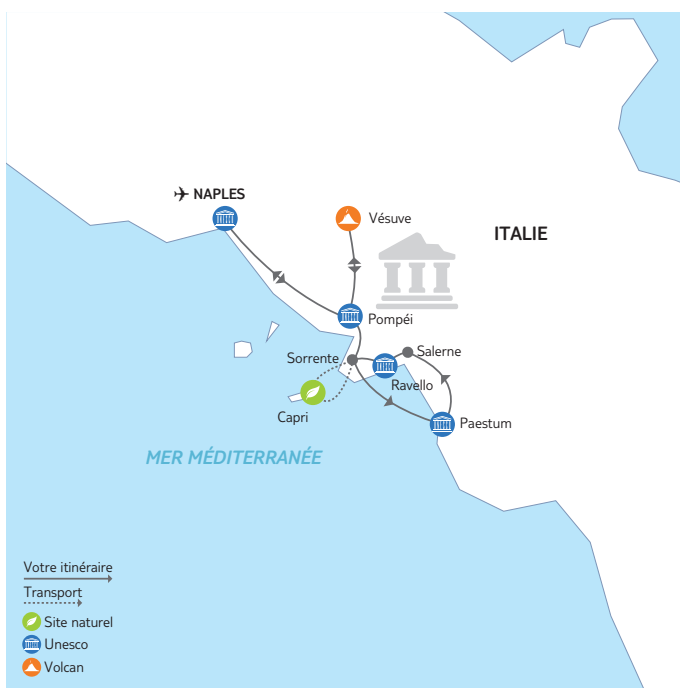 NAPLES
Vésuve
ITALIE
Pompéi
Salerne
Sorrente
Ravello
Capri
Paestum
MER MÉDITERRANÉE
Votre itinéraire
Transport
Site naturel
Unesco
Volcan